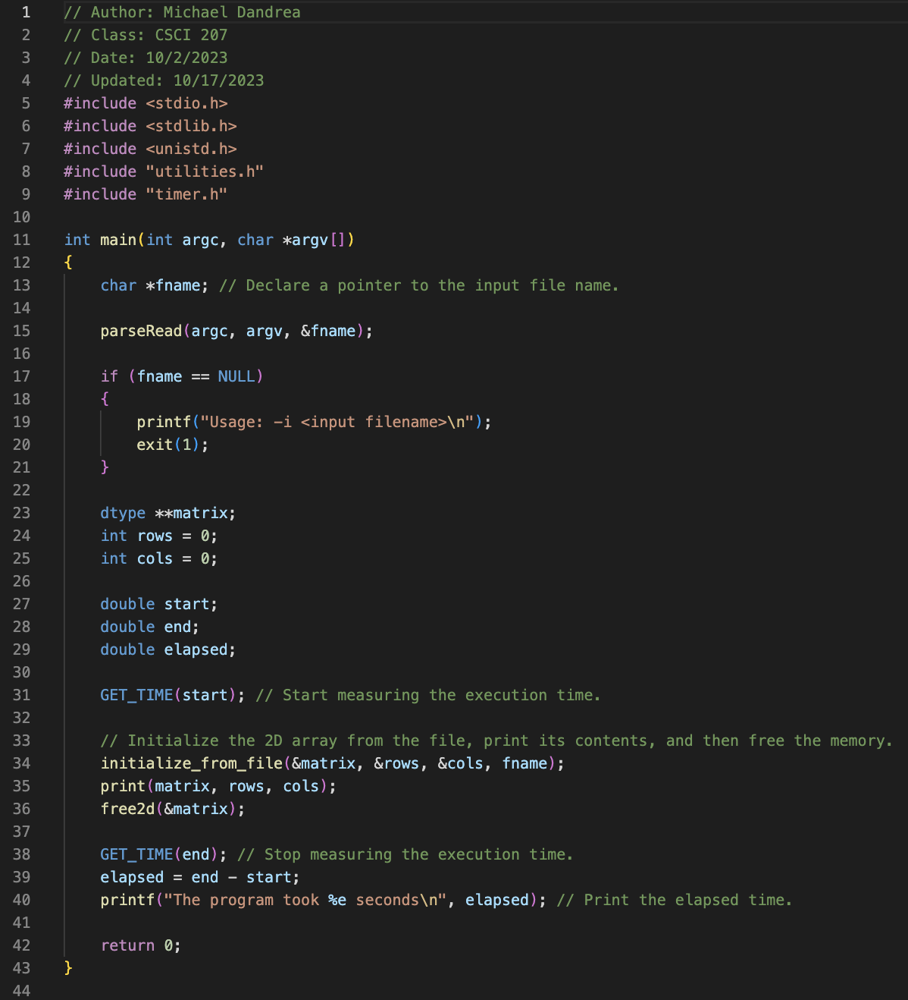 1 // Author: Michael Dandrea
2 // Class: CSCI 207
3 // Date: 10/2/2023
4 // Updated: 10/17/2023
5 #include <stdio.h>
6 #include <stdlib.h>
7 #include <unistd.h>
8 #include "utilities.h"
9 #include "timer.h"
10
11 int main(int argc, char *argv[])
12 {
13     char *fname; // Declare a pointer to the input file name.
14
15     parseRead(argc, argv, &fname);
16
17     if (fname == NULL)
18     {
19         printf("Usage: -i <input filename>\n");
20         exit(1);
21     }
22
23     dtype **matrix;
24     int rows = 0;
25     int cols = 0;
26
27     double start;
28     double end;
29     double elapsed;
30
31     GET_TIME(start); // Start measuring the execution time.
32
33     // Initialize the 2D array from the file, print its contents, and then free the memory.
34     initialize_from_file(&matrix, &rows, &cols, fname);
35     print(matrix, rows, cols);
36     free2d(&matrix);
37
38     GET_TIME(end); // Stop measuring the execution time.
39     elapsed = end - start;
40     printf("The program took %e seconds\n", elapsed); // Print the elapsed time.
41
42     return 0;
43 }
44